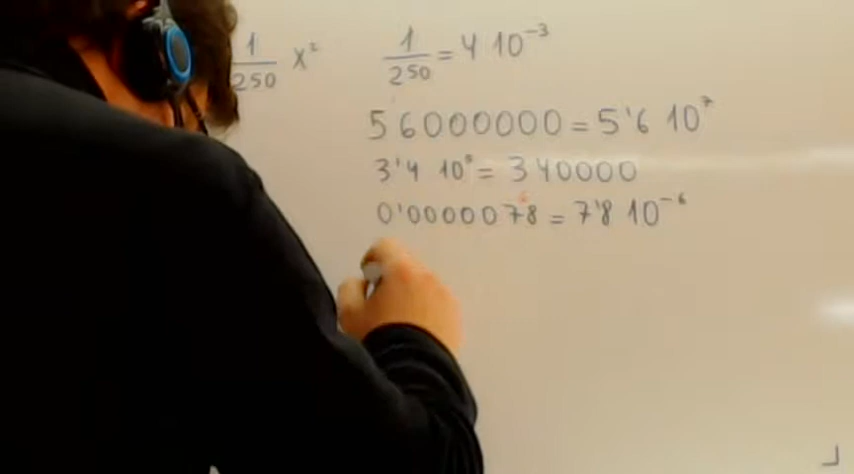 1/250 x² 1/250 = 4 10⁻³
56000000 = 5'6 10⁷
3'4 10⁵ = 340000
0'0000078 = 7'8 10⁻⁶